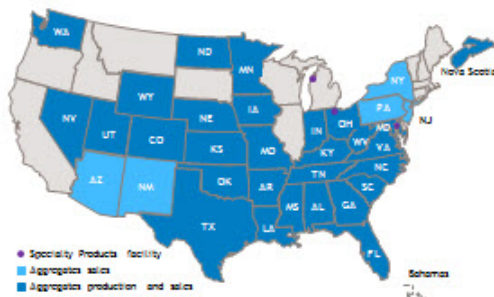 WA
ND
MN
NY
Nova Scotia
WY
IA
PA
NV
NE
NJ
UT
CO
IN
OH
MD
KS
MO
KY
WV
VA
TN
NC
AZ
NM
OK
AR
SC
MS
AL
GA
TX
LA
FL
Specialty Products facility
Aggregates sales
Aggregates production and sales
Bahamas